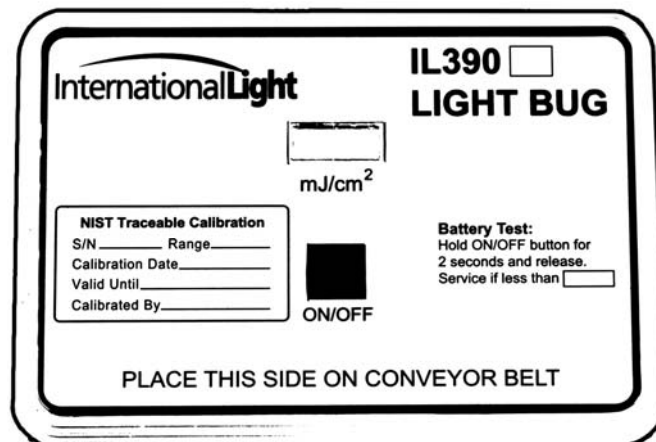 InternationalLight
IL390
LIGHT BUG
mJ/cm²
NIST Traceable Calibration
S/N Range
Calibration Date
Valid Until
Calibrated By
ON/OFF
Battery Test:
Hold ON/OFF button for
2 seconds and release.
Service if less than
PLACE THIS SIDE ON CONVEYOR BELT